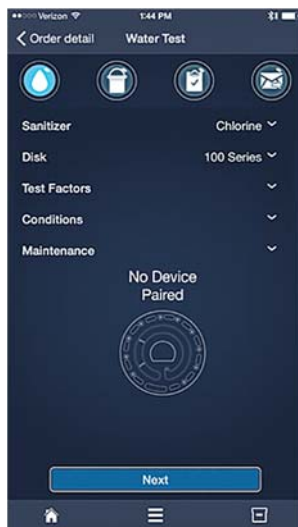 Verizon 1:44 PM
Order detail Water Test
Sanitizer Chlorine
Disk 100 Series
Test Factors
Conditions
Maintenance
No Device
Paired
Next